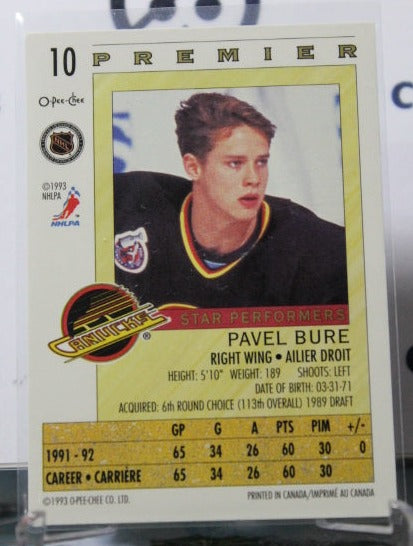 10 PREMIER
O-Pee-Chee
NHL
©1993
NHLPA
NHLPA
CANUCKS ®
STAR PERFORMERS
PAVEL BURE
RIGHT WING • AILIER DROIT
HEIGHT: 5'10" WEIGHT: 189 SHOOTS: LEFT
DATE OF BIRTH: 03-31-71
ACQUIRED: 6th ROUND CHOICE (113th OVERALL) 1989 DRAFT
GP G A PTS PIM +/-
1991 - 92 65 34 26 60 30 0
CAREER • CARRIÈRE 65 34 26 60 30
©1993 O-PEE-CHEE CO. LTD. PRINTED IN CANADA/IMPRIMÉ AU CANADA